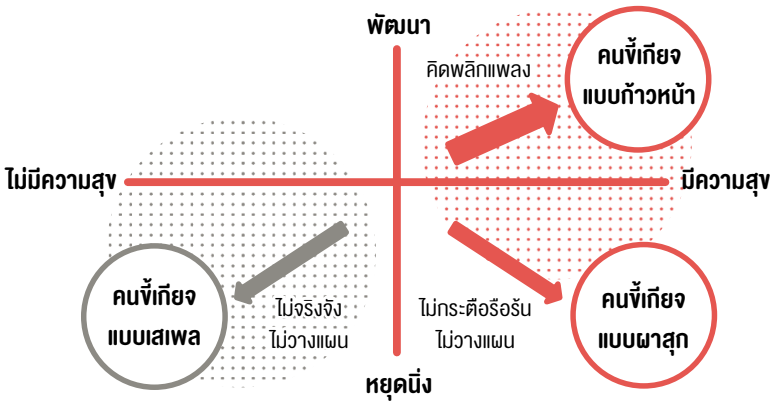 พัฒนา
คิดพลิกแพลง
คนขี้เกียจ
แบบก้าวหน้า
ไม่มีความสุข
มีความสุข
คนขี้เกียจ
แบบเสเพล
ไม่จริงจัง
ไม่วางแผน
ไม่กระตือรือร้น
ไม่วางแผน
คนขี้เกียจ
แบบผาสุก
หยุดนิ่ง